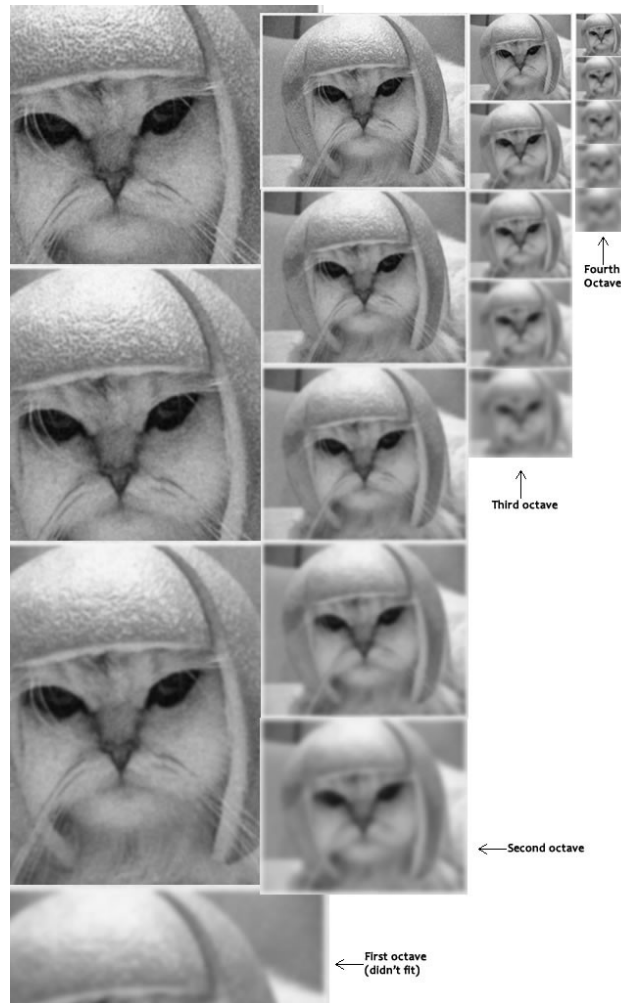 Fourth
Octave
Third octave
Second octave
First octave
(didn't fit)